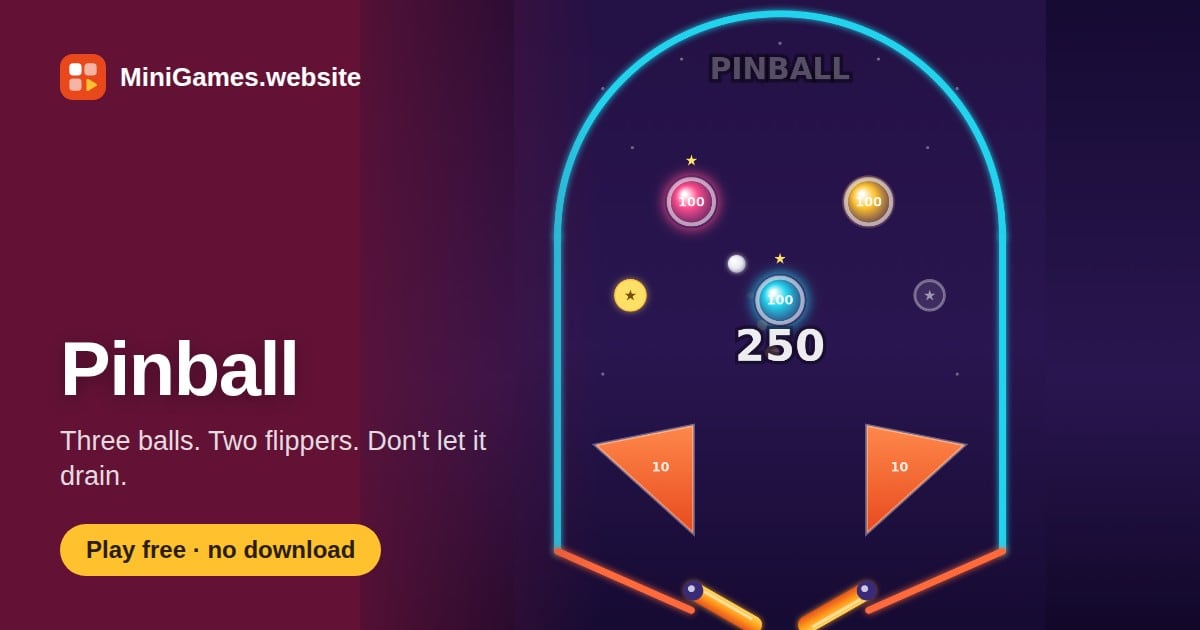 MiniGames.website
Pinball
Three balls. Two flippers. Don't let it
drain.
Play free · no download
PINBALL
100
100
100
250
10
10